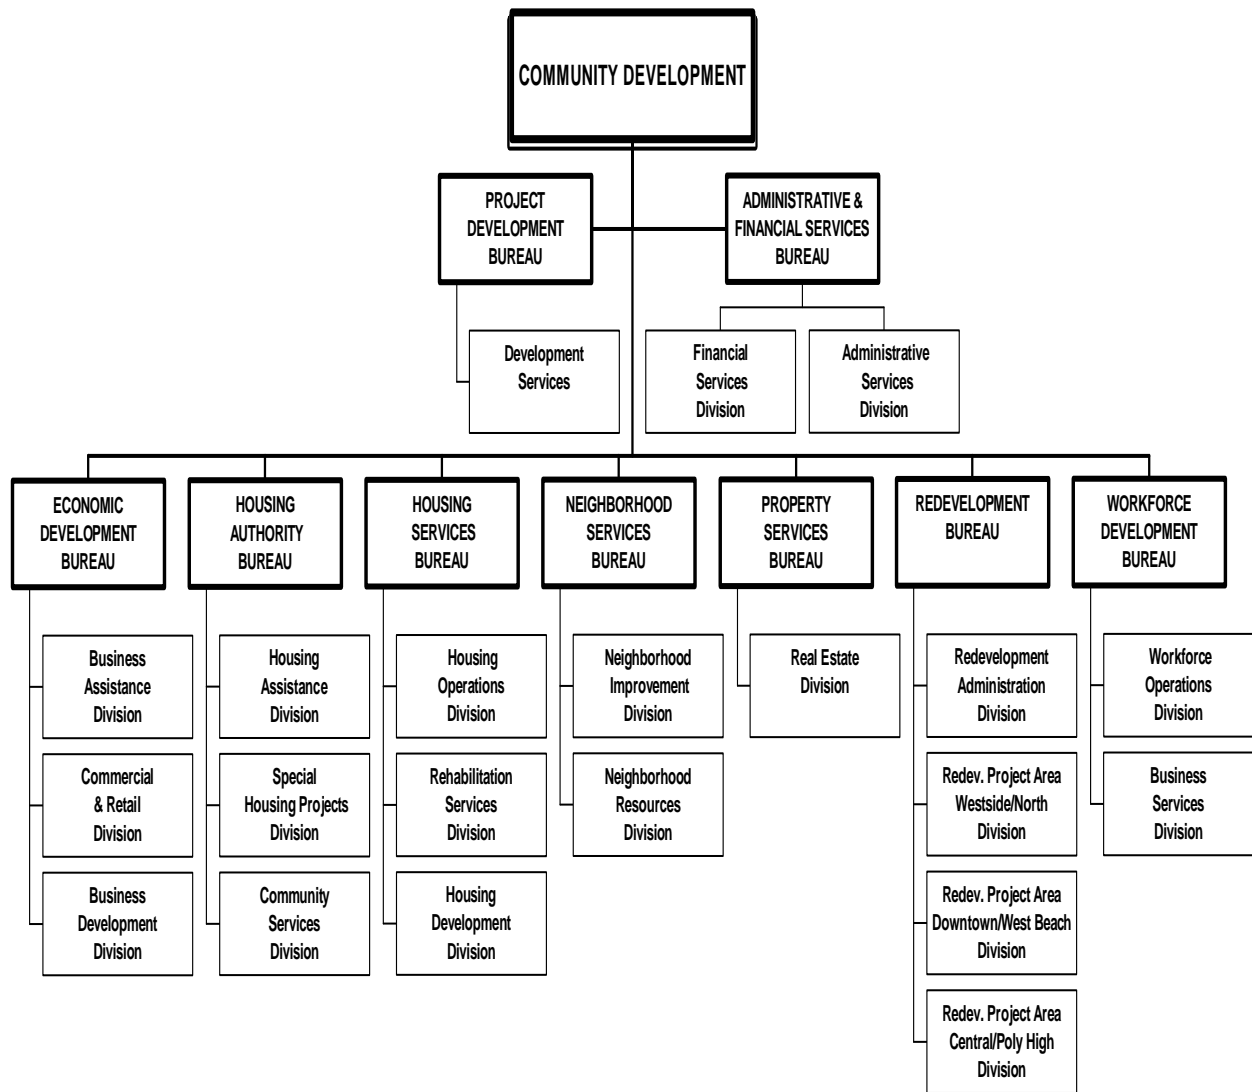 COMMUNITY DEVELOPMENT
PROJECT
DEVELOPMENT
BUREAU
ADMINISTRATIVE &
FINANCIAL SERVICES
BUREAU
Development
Services
Financial
Services
Division
Administrative
Services
Division
ECONOMIC
DEVELOPMENT
BUREAU
HOUSING
AUTHORITY
BUREAU
HOUSING
SERVICES
BUREAU
NEIGHBORHOOD
SERVICES
BUREAU
PROPERTY
SERVICES
BUREAU
REDEVELOPMENT
BUREAU
WORKFORCE
DEVELOPMENT
BUREAU
Business
Assistance
Division
Housing
Assistance
Division
Housing
Operations
Division
Neighborhood
Improvement
Division
Real Estate
Division
Redevelopment
Administration
Division
Workforce
Operations
Division
Commercial
& Retail
Division
Special
Housing Projects
Division
Rehabilitation
Services
Division
Neighborhood
Resources
Division
Redev. Project Area
Westside/North
Division
Business
Services
Division
Business
Development
Division
Community
Services
Division
Housing
Development
Division
Redev. Project Area
Downtown/West Beach
Division
Redev. Project Area
Central/Poly High
Division